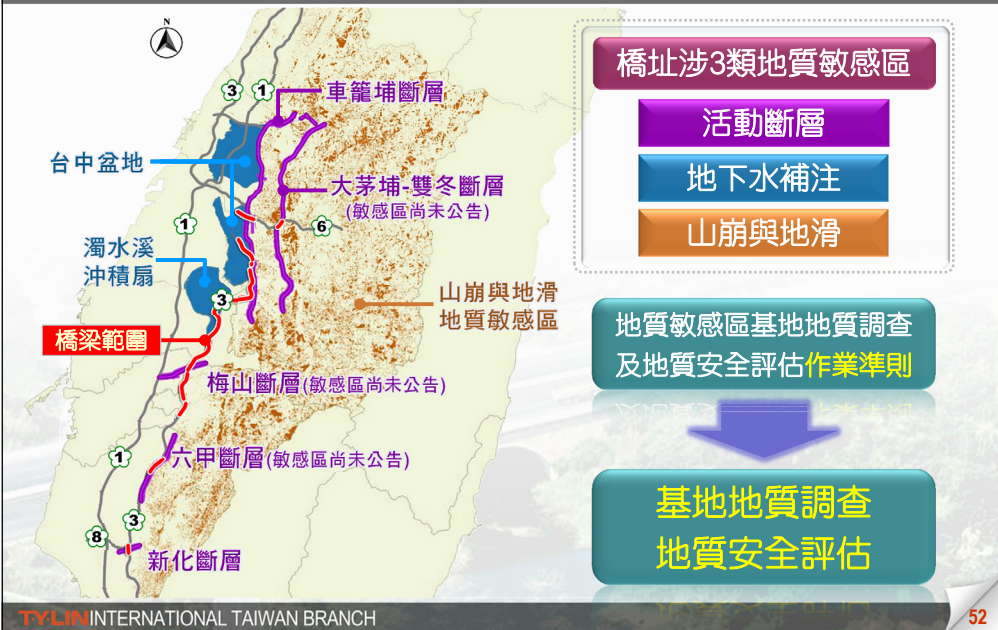 N
3
1
車籠埔斷層
台中盆地
大茅埔-雙冬斷層
(敏感區尚未公告)
1
6
濁水溪
沖積扇
3
山崩與地滑
地質敏感區
橋梁範圍
梅山斷層(敏感區尚未公告)
1
六甲斷層(敏感區尚未公告)
3
8
新化斷層
橋址涉3類地質敏感區
活動斷層
地下水補注
山崩與地滑
地質敏感區基地地質調查
及地質安全評估作業準則
基地地質調查
地質安全評估
TYLIN INTERNATIONAL TAIWAN BRANCH
52